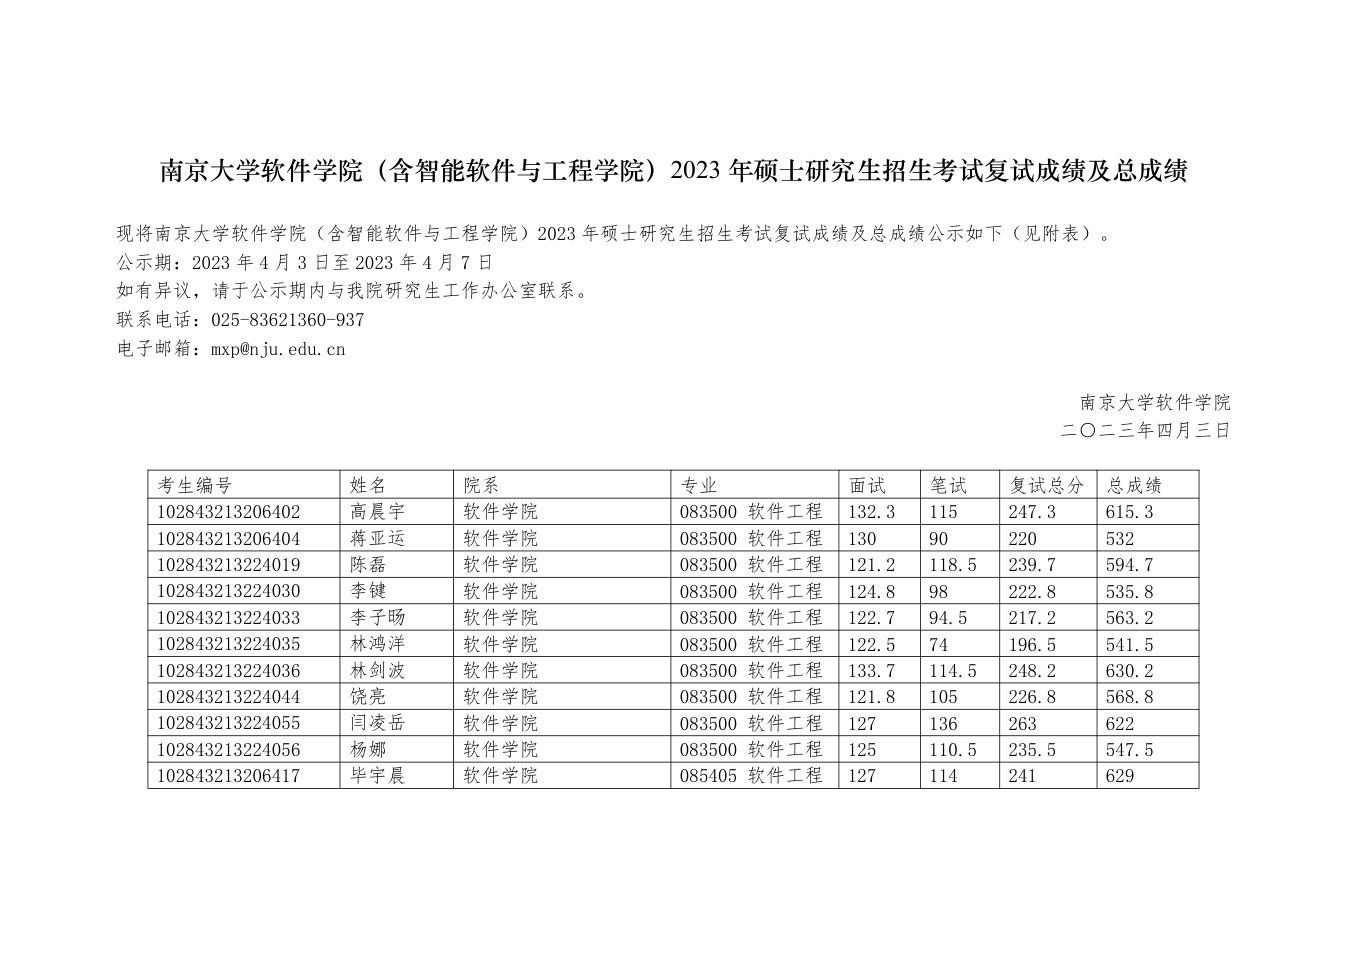 南京大学软件学院（含智能软件与工程学院）2023 年硕士研究生招生考试复试成绩及总成绩
现将南京大学软件学院（含智能软件与工程学院）2023 年硕士研究生招生考试复试成绩及总成绩公示如下（见附表）。
公示期：2023 年 4 月 3 日至 2023 年 4 月 7 日
如有异议，请于公示期内与我院研究生工作办公室联系。
联系电话：025-83621360-937
电子邮箱：mxp@nju.edu.cn
南京大学软件学院
二〇二三年四月三日
考生编号 姓名 院系 专业 面试 笔试 复试总分 总成绩
102843213206402 高晨宇 软件学院 083500 软件工程 132.3 115 247.3 615.3
102843213206404 蒋亚运 软件学院 083500 软件工程 130 90 220 532
102843213224019 陈磊 软件学院 083500 软件工程 121.2 118.5 239.7 594.7
102843213224030 李键 软件学院 083500 软件工程 124.8 98 222.8 535.8
102843213224033 李子旸 软件学院 083500 软件工程 122.7 94.5 217.2 563.2
102843213224035 林鸿洋 软件学院 083500 软件工程 122.5 74 196.5 541.5
102843213224036 林剑波 软件学院 083500 软件工程 133.7 114.5 248.2 630.2
102843213224044 饶亮 软件学院 083500 软件工程 121.8 105 226.8 568.8
102843213224055 闫凌岳 软件学院 083500 软件工程 127 136 263 622
102843213224056 杨娜 软件学院 083500 软件工程 125 110.5 235.5 547.5
102843213206417 毕宇晨 软件学院 085405 软件工程 127 114 241 629